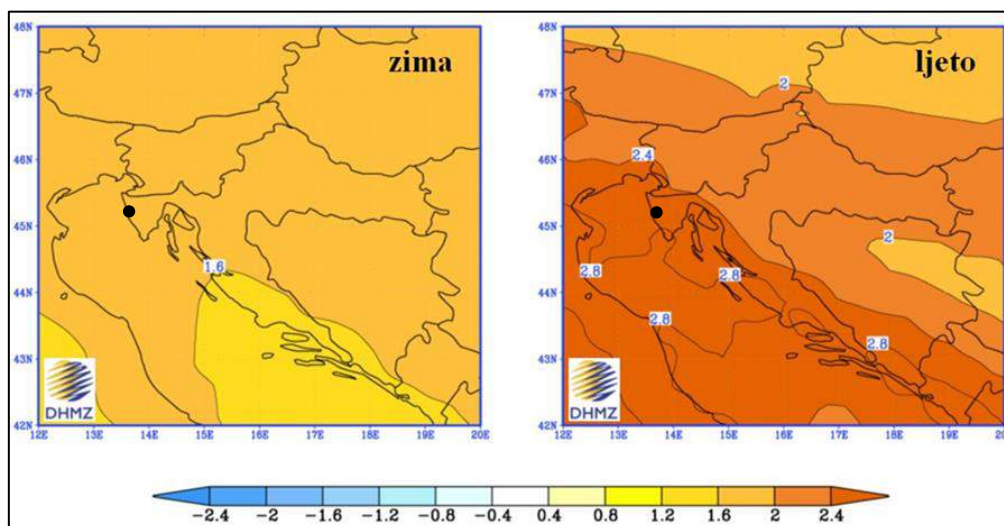 zima
48N
47N
46N
45N
44N
43N
42N
12E 13E 14E 15E 16E 17E 18E 19E 20E
1.6
DHMZ
ljeto
48N
47N
46N
45N
44N
43N
42N
12E 13E 14E 15E 16E 17E 18E 19E 20
2
2.4
2
2.8
2.8
2.8
2.8
DHMZ
-2.4 -2 -1.6 -1.2 -0.8 -0.4 0.4 0.8 1.2 1.6 2 2.4